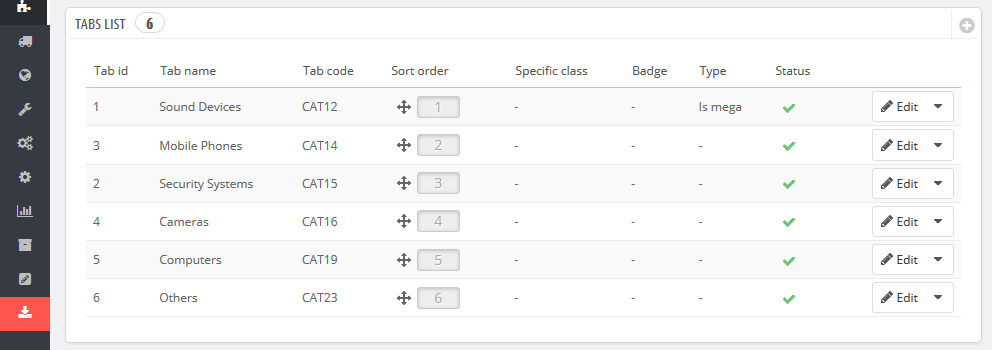 TABS LIST 6
Tab id Tab name Tab code Sort order Specific class Badge Type Status
1 Sound Devices CAT12 1 - - Is mega Edit
3 Mobile Phones CAT14 2 - - - Edit
2 Security Systems CAT15 3 - - - Edit
4 Cameras CAT16 4 - - - Edit
5 Computers CAT19 5 - - - Edit
6 Others CAT23 6 - - - Edit